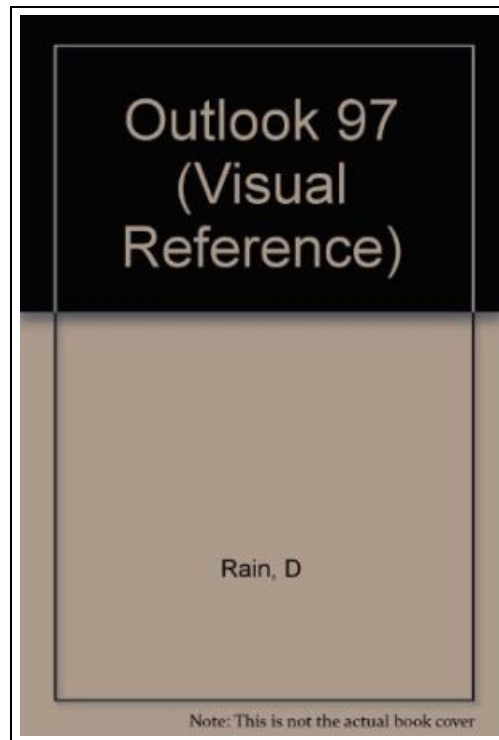 Outlook 97
(Visual
Reference)
Rain, D
Note: This is not the actual book cover